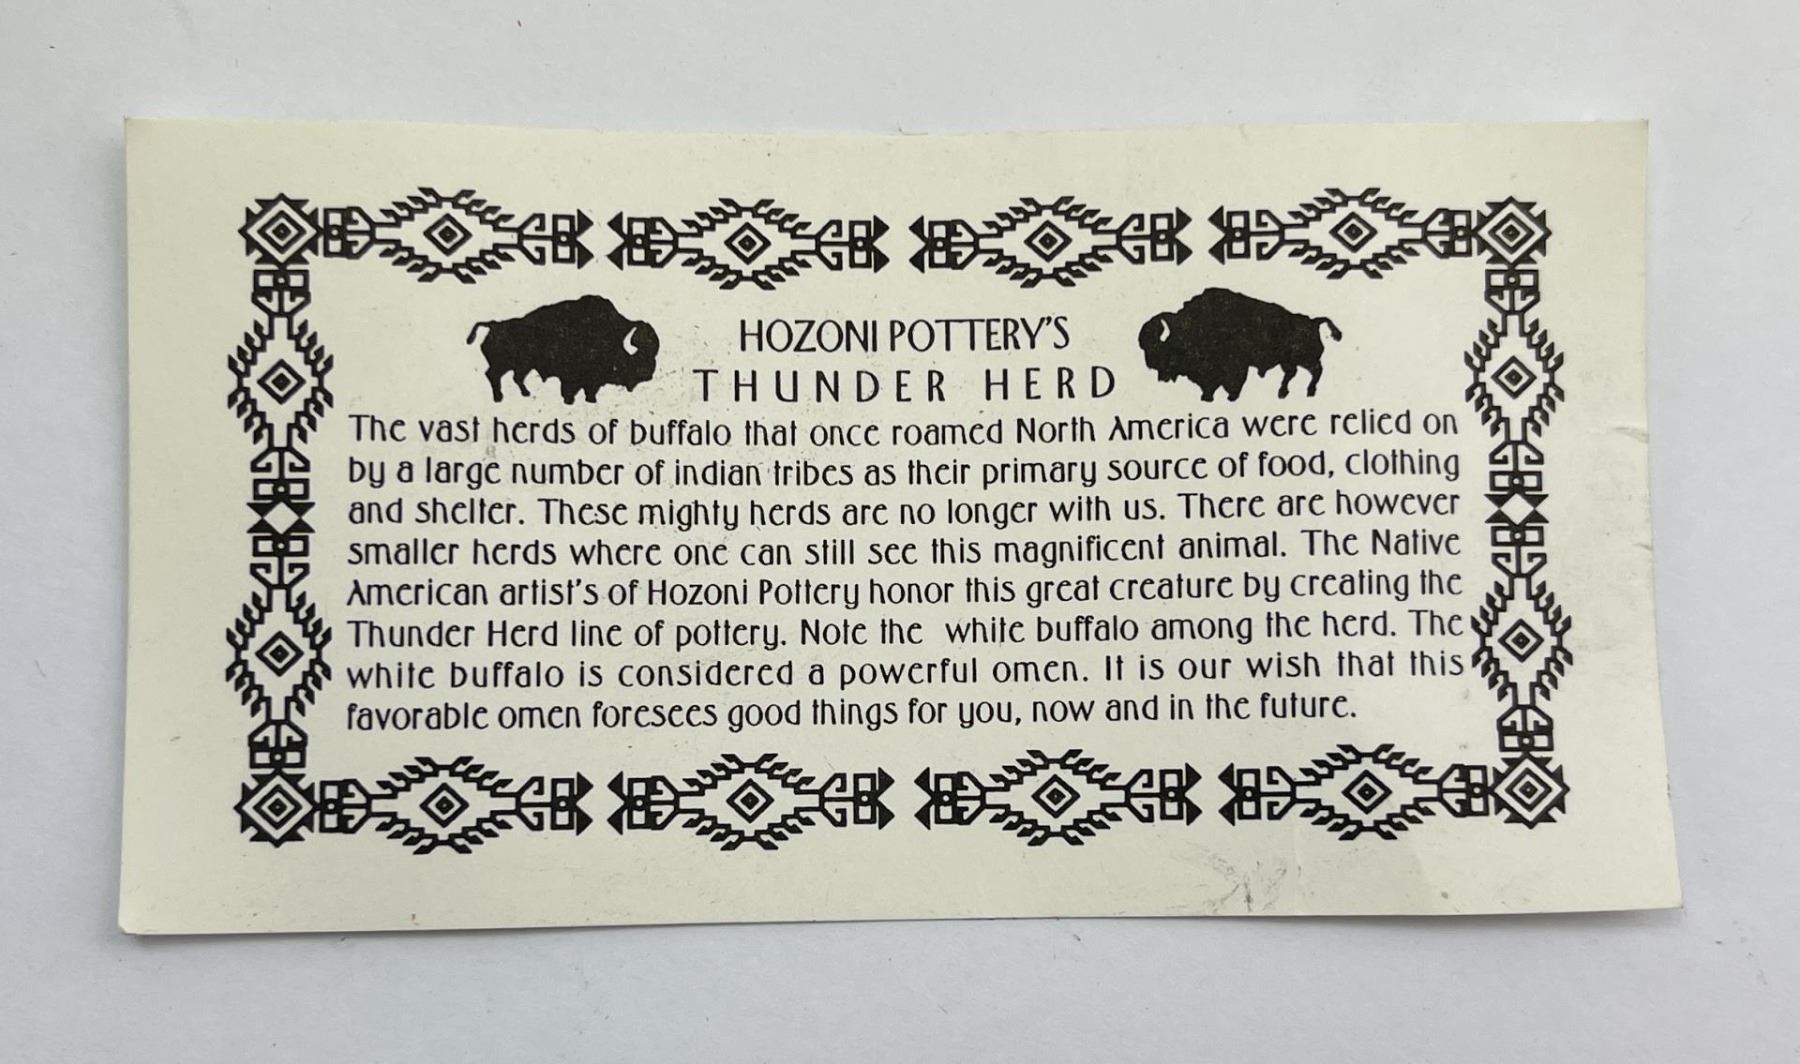 HOZONI POTTERY'S
THUNDER HERD
The vast herds of buffalo that once roamed North America were relied on
by a large number of indian tribes as their primary source of food, clothing
and shelter. These mighty herds are no longer with us. There are however
smaller herds where one can still see this magnificent animal. The Native
American artist's of Hozoni Pottery honor this great creature by creating the
Thunder Herd line of pottery. Note the white buffalo among the herd. The
white buffalo is considered a powerful omen. It is our wish that this
favorable omen foresees good things for you, now and in the future.